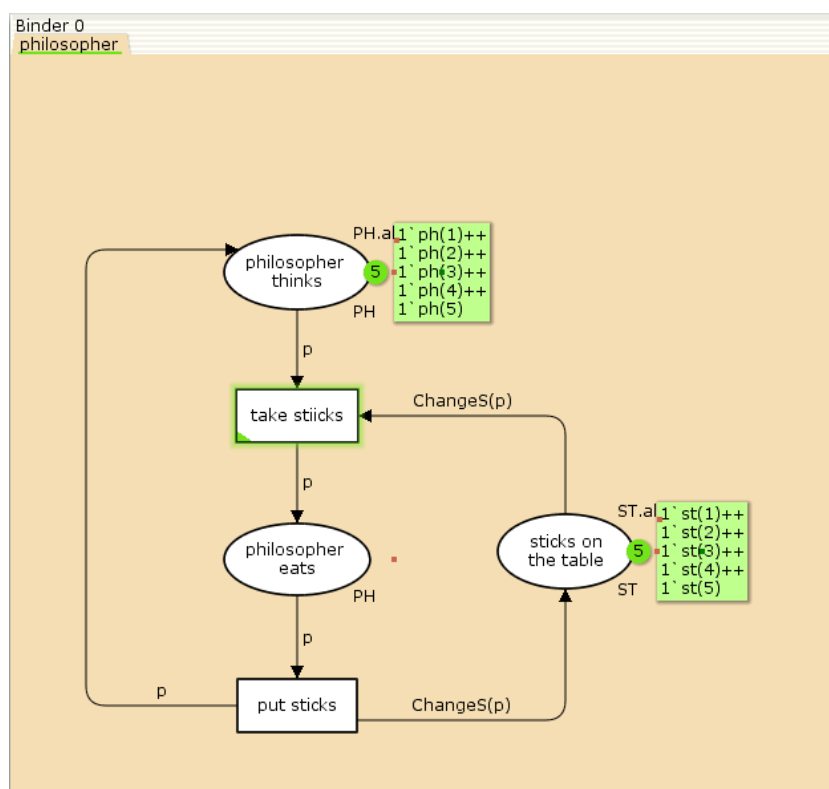 Binder 0
philosopher
PH.al
1`ph(1)++
1`ph(2)++
1`ph(3)++
1`ph(4)++
1`ph(5)
philosopher
thinks
5
PH
p
take stiicks
ChangeS(p)
p
ST.al
1`st(1)++
1`st(2)++
1`st(3)++
1`st(4)++
1`st(5)
philosopher
eats
sticks on
the table
5
PH
ST
p
p
put sticks
ChangeS(p)